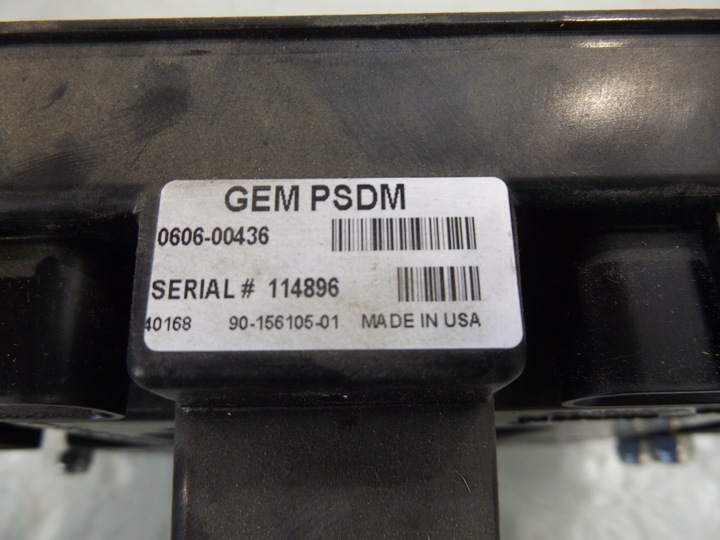 GEM PSDM
0606-00436
SERIAL # 114896
40168 90-156105-01 MADE IN USA